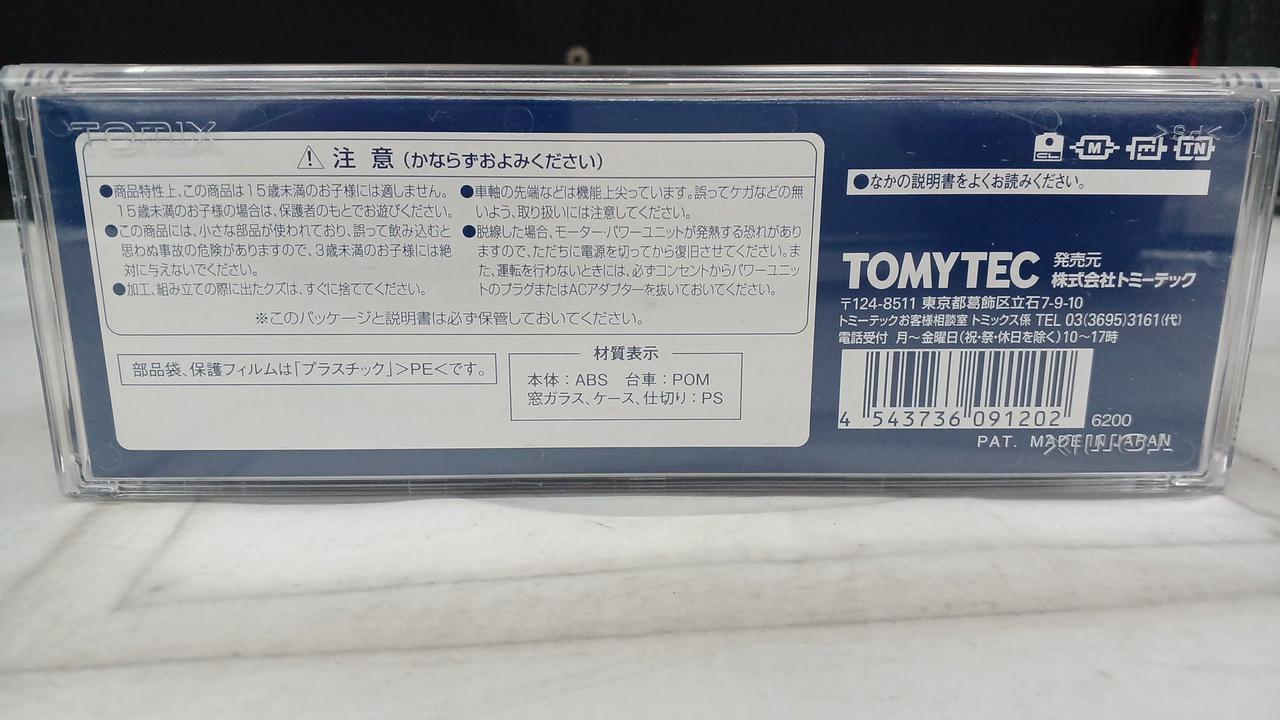 TOMIX
⚠ 注 意 (かならずおよみください)
●商品特性上、この商品は15歳未満のお子様には適しません。
15歳未満のお子様の場合は、保護者のもとでお遊びください。
●この商品には、小さな部品が使われており、誤って飲み込むと
思わぬ事故の危険がありますので、3歳未満のお子様には絶
対に与えないでください。
●加工、組み立ての際に出たクズは、すぐに捨てください。
●車軸の先端などは機能上尖っています。誤ってケガなどの無
いよう、取り扱いには注意してください。
●脱線した場合、モーター・パワーユニットが発熱する恐れがあり
ますので、ただちに電源を切ってから復旧させてください。ま
た、運転を行わないときには、必ずコンセントからパワーユニッ
トのプラグまたはACアダプターを抜いておいてください。
※このパッケージと説明書は必ず保管しておいてください。
部品袋、保護フィルムは「プラスチック」>PE<です。
材質表示
本体：ABS 台車：POM
窓ガラス、ケース、仕切り：PS
>PS<
CL M m TN
●なかの説明書をよくお読みください。
TOMYTEC 発売元
株式会社トミーテック
〒124-8511 東京都葛飾区立石7-9-10
トミーテックお客様相談室 トミックス係 TEL 03(3695)3161(代)
電話受付 月〜金曜日(祝・祭・休日を除く)10〜17時
4 543736 091202
6200
PAT. MADE IN JAPAN
TOMIX